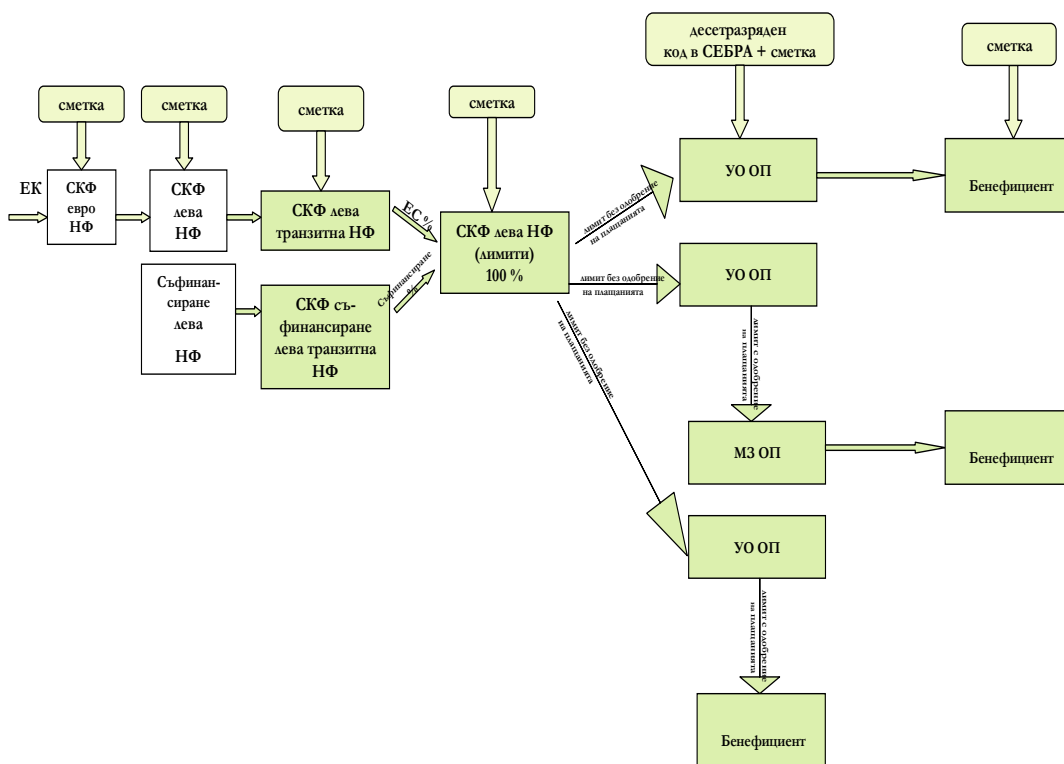 десетразряден
код в СЕБРА + сметка
сметка
сметка
сметка
сметка
сметка
ЕК
СКФ
евро
НФ
СКФ
лева
НФ
СКФ лева
транзитна НФ
ЕС %
СКФ лева НФ
(лимити)
100 %
лимит без одобрение
на плащанията
УО ОП
Бенефициент
Съфинан-
сиране
лева
НФ
СКФ съ-
финансиране
лева транзитна
НФ
Съфинансиране
%
лимит без одобрение
на плащанията
УО ОП
лимит с одобрение
на плащанията
МЗ ОП
Бенефициент
лимит без одобрение
на плащанията
УО ОП
лимит с одобрение
на плащанията
Бенефициент